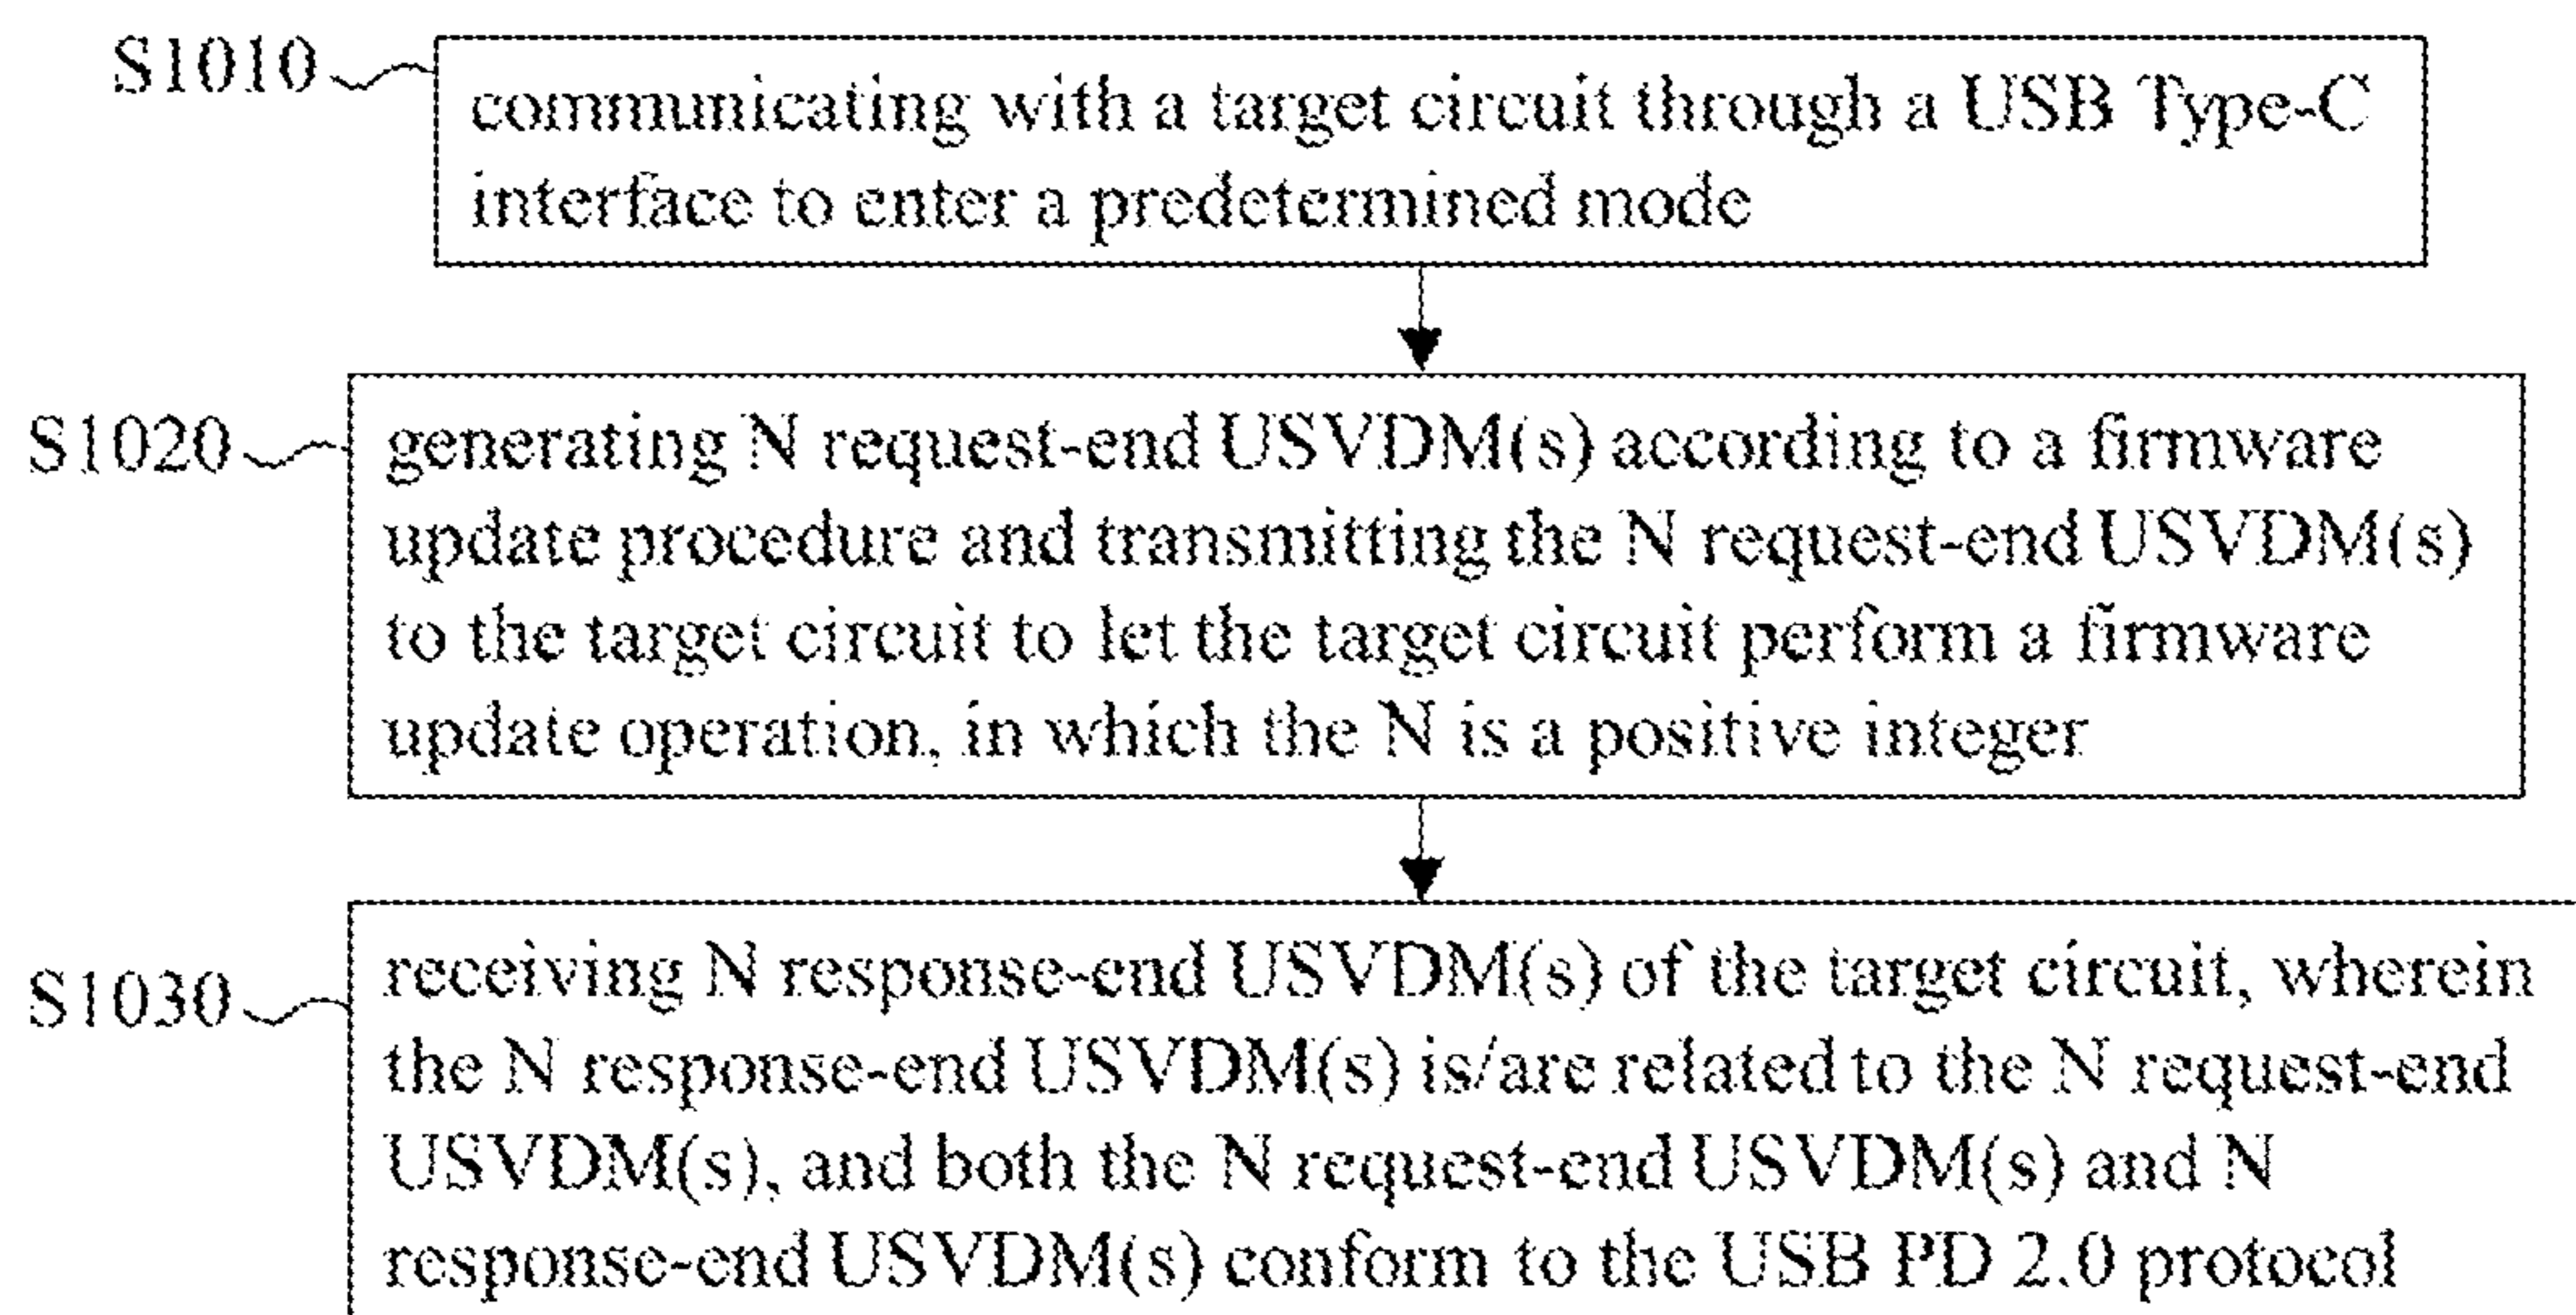 S1010
communicating with a target circuit through a USB Type-C
interface to enter a predetermined mode
S1020
generating N request-end USVDM(s) according to a firmware
update procedure and transmitting the N request-end USVDM(s)
to the target circuit to let the target circuit perform a firmware
update operation, in which the N is a positive integer
S1030
receiving N response-end USVDM(s) of the target circuit, wherein
the N response-end USVDM(s) is/are related to the N request-end
USVDM(s), and both the N request-end USVDM(s) and N
response-end USVDM(s) conform to the USB PD 2.0 protocol